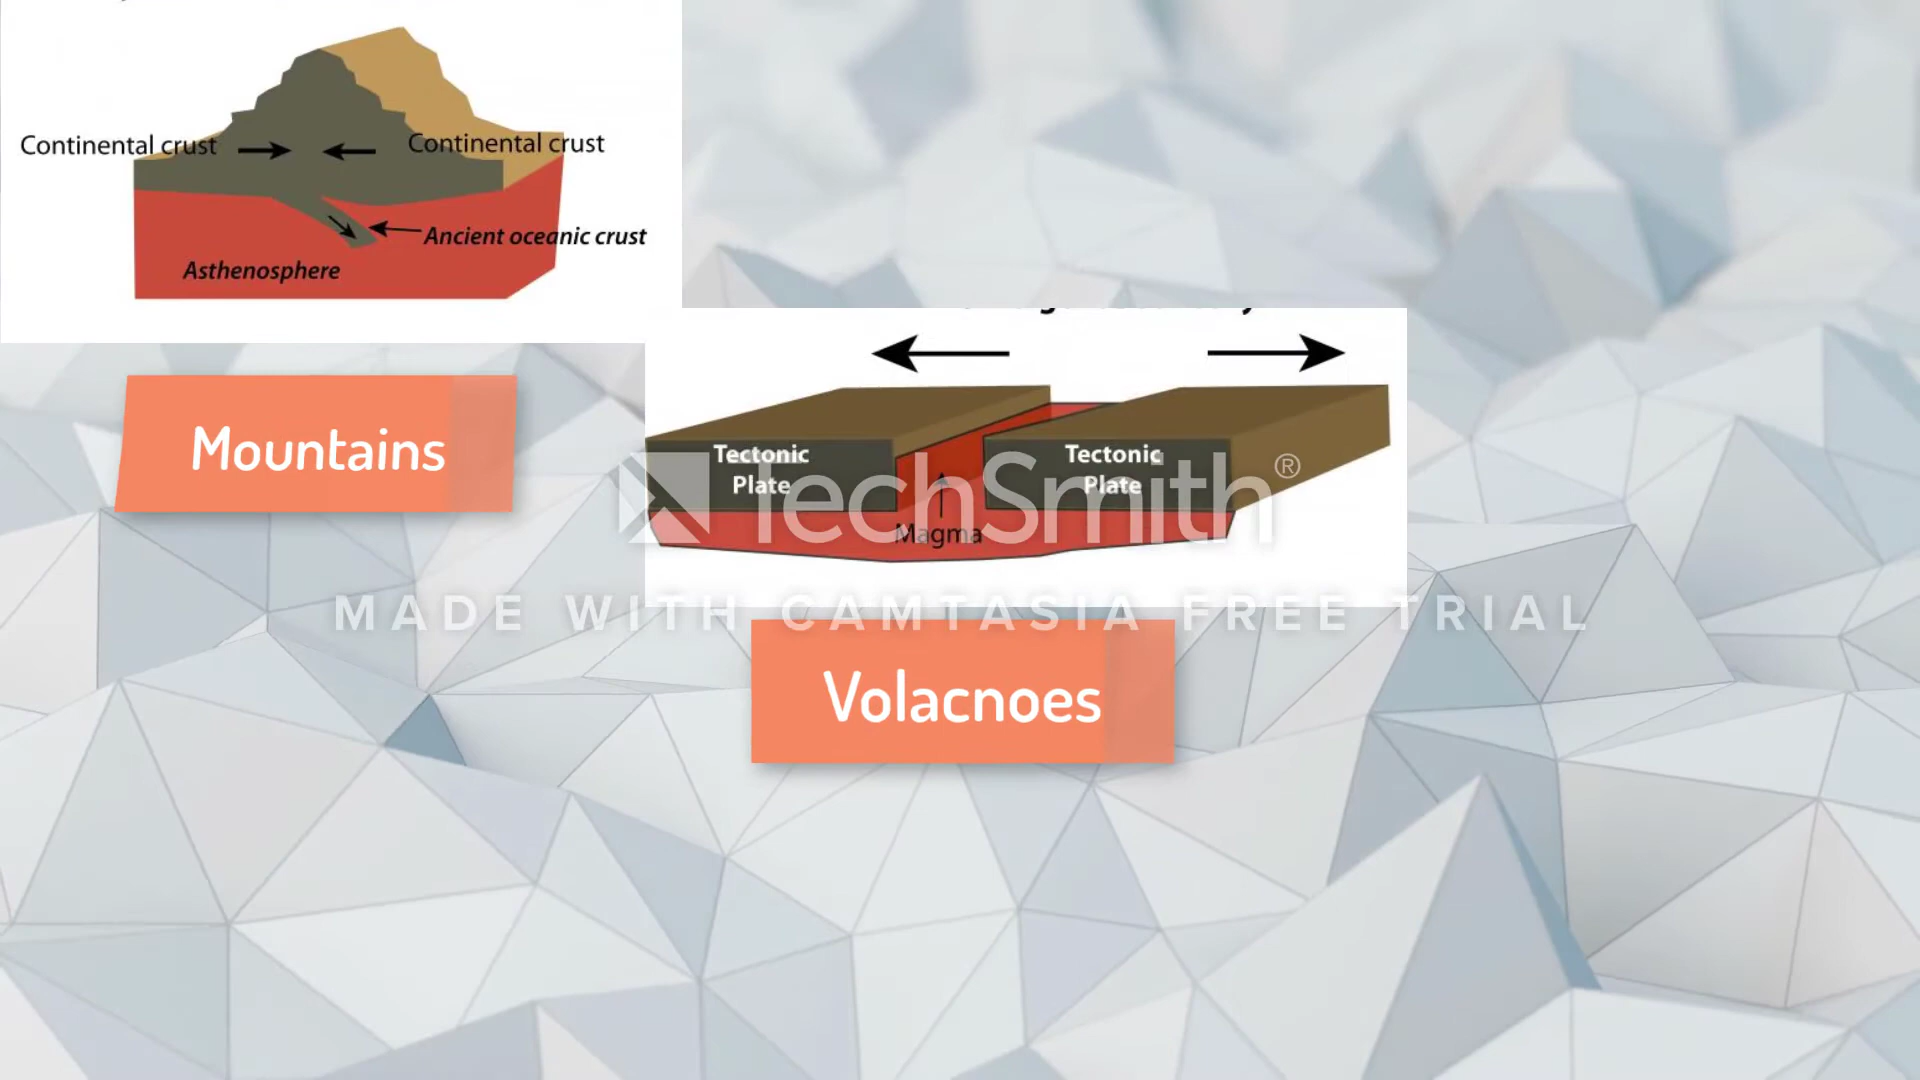 Continental crust
Continental crust
Ancient oceanic crust
Asthenosphere
Mountains
Tectonic
Plate
Tectonic
Plate
Magma
TechSmith®
MADE WITH CAMTASIA FREE TRIAL
Volacnoes